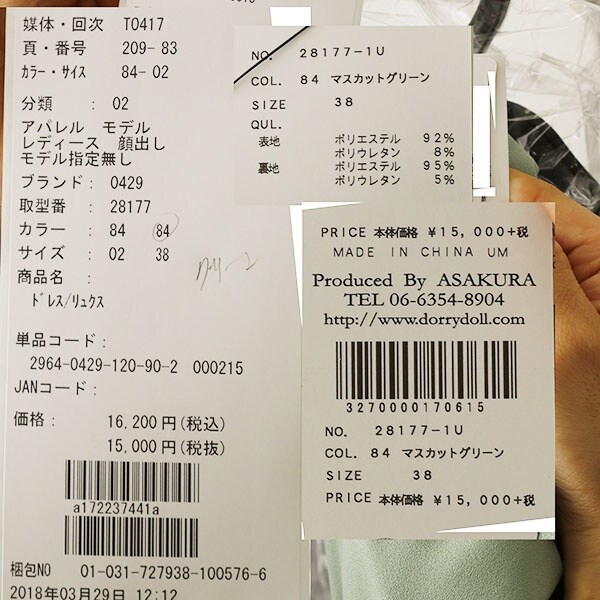 媒体・回次 T0417
頁・番号 209-83
カラー・サイズ 84-02
分類 : 02
アパレル モデル
レディース 顔出し
モデル指定無し
ブランド : 0429
取型番 : 28177
カラー : 84 84
サイズ : 02 38
商品名 :
ドレス/リュクス
単品コード :
2964-0429-120-90-2 000215
JANコード :
価格 : 16,200円(税込)
15,000円(税抜)
a172237441a
梱包NO 01-031-727938-100576-6
2018年03月29日 12:12
NO. 28177-1U
COL. 84 マスカットグリーン
SIZE 38
QUL.
表地 ポリエステル 92%
ポリウレタン 8%
裏地 ポリエステル 95%
ポリウレタン 5%
PRICE 本体価格 ¥15,000+税
MADE IN CHINA UM
Produced By ASAKURA
TEL 06-6354-8904
http://www.dorrydoll.com
3270000170615
NO. 28177-1U
COL. 84 マスカットグリーン
SIZE 38
PRICE 本体価格 ¥15,000+税